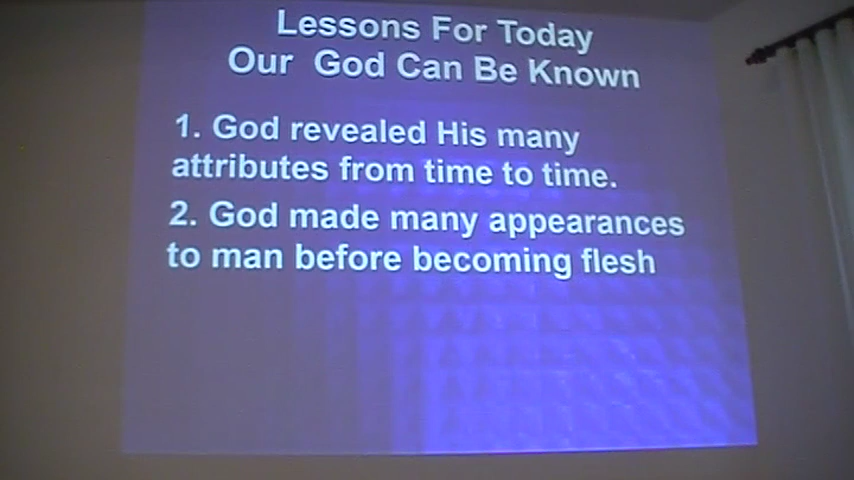 Lessons For Today
Our God Can Be Known
1. God revealed His many
attributes from time to time.
2. God made many appearances
to man before becoming flesh